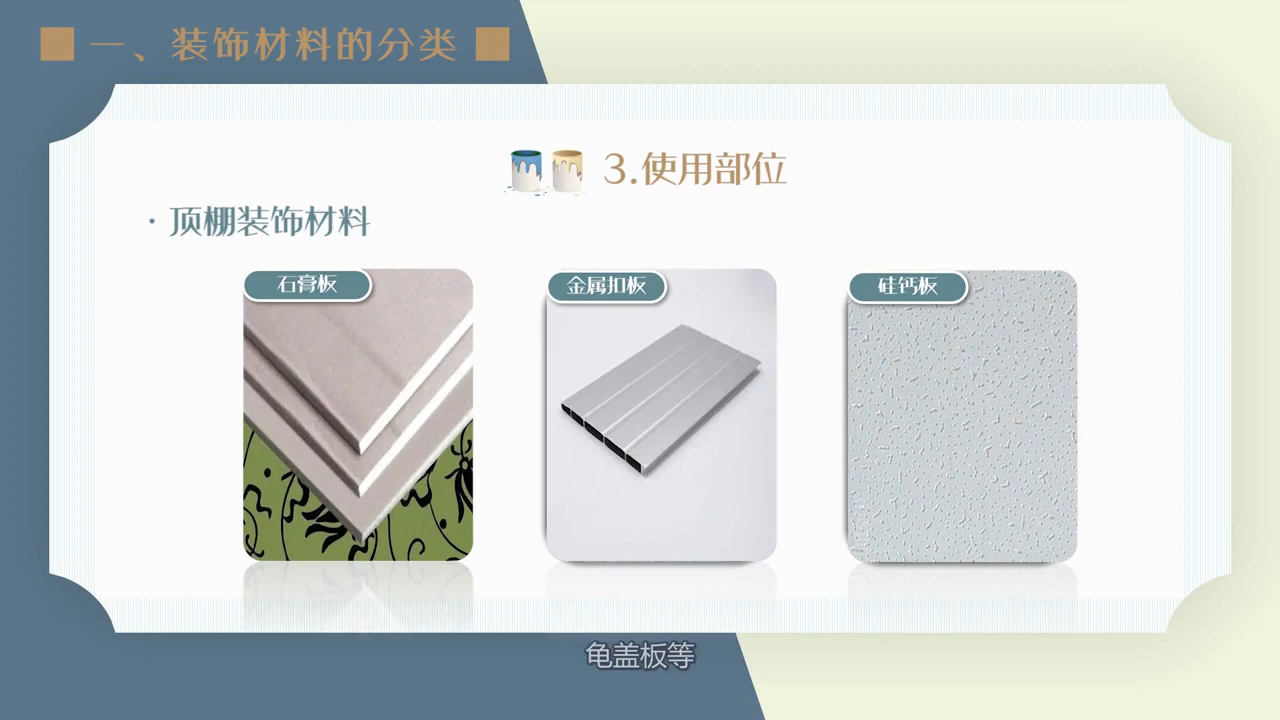 一、装饰材料的分类
3.使用部位
·顶棚装饰材料
石膏板
金属扣板
硅钙板
龟盖板等